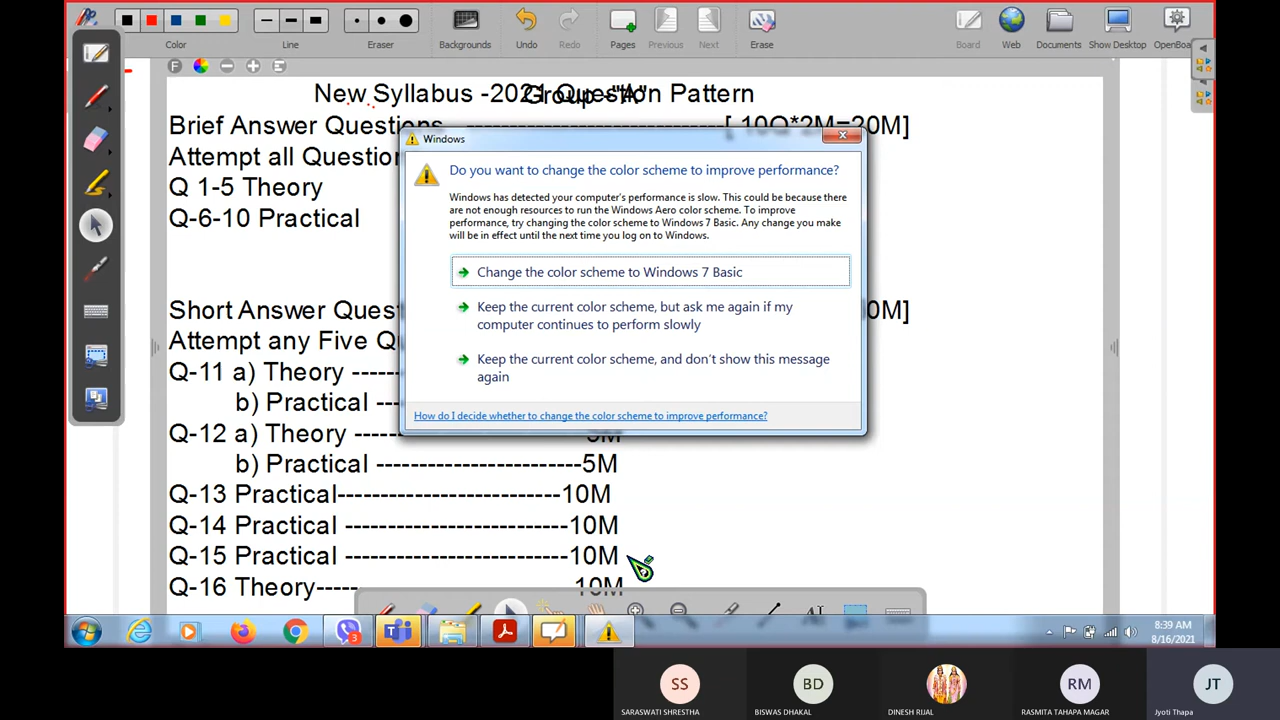 Color
Line
Eraser
Backgrounds
Undo
Redo
Pages
Previous
Next
Erase
Board
Web
Documents
Show Desktop
OpenBoa
F
New Syllabus -2021 Question Pattern
Group -"A"
Brief Answer Questions ------------------------------[ 10Q*2M=20M]
Attempt all Question
Q 1-5 Theory
Q-6-10 Practical
Short Answer Ques 0M]
Attempt any Five Qu
Q-11 a) Theory ------
b) Practical ---
Q-12 a) Theory ----- 5M
b) Practical -----------------------5M
Q-13 Practical-------------------------10M
Q-14 Practical -------------------------10M
Q-15 Practical -------------------------10M
Q-16 Theory----- 10M
Windows
Do you want to change the color scheme to improve performance?
Windows has detected your computer's performance is slow. This could be because there
are not enough resources to run the Windows Aero color scheme. To improve
performance, try changing the color scheme to Windows 7 Basic. Any change you make
will be in effect until the next time you log on to Windows.
Change the color scheme to Windows 7 Basic
Keep the current color scheme, but ask me again if my
computer continues to perform slowly
Keep the current color scheme, and don't show this message
again
How do I decide whether to change the color scheme to improve performance?
3
8:39 AM
8/16/2021
SS
BD
RM
JT
SARASWATI SHRESTHA
BISWAS DHAKAL
DINESH RIJAL
RASMITA TAHAPA MAGAR
Jyoti Thapa